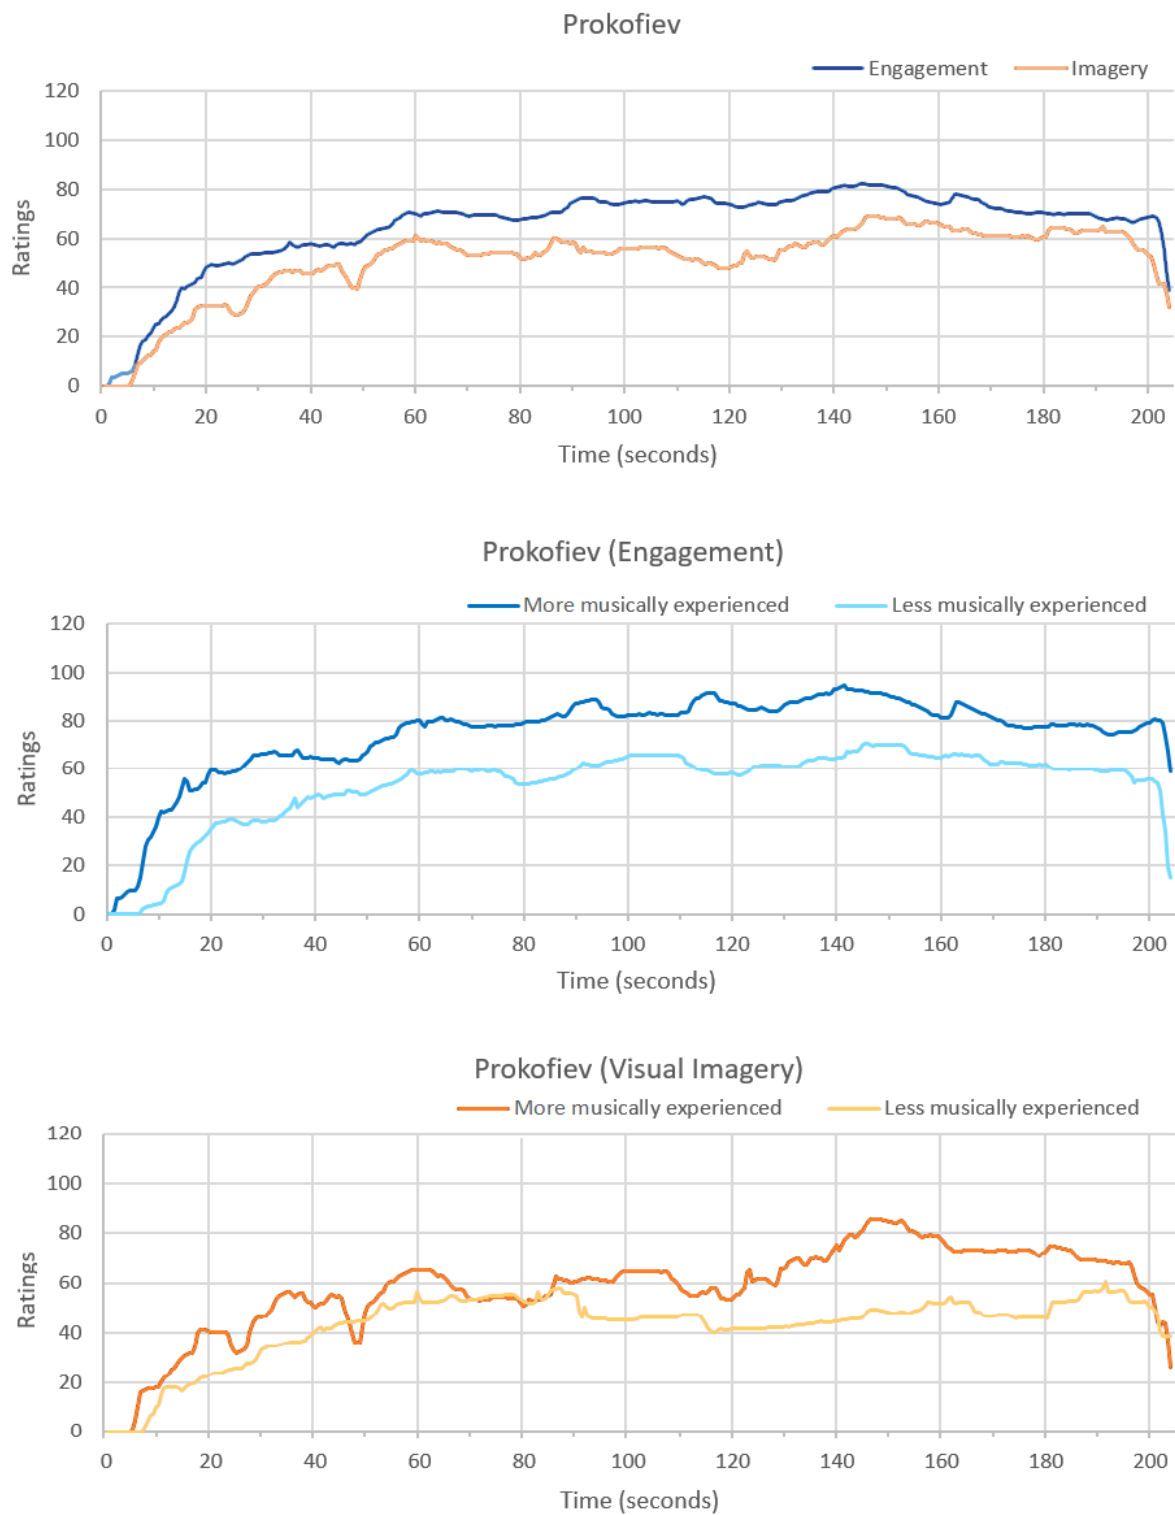 Prokofiev
Engagement Imagery
120
100
80
60
40
20
0
Ratings
0 20 40 60 80 100 120 140 160 180 200
Time (seconds)
Prokofiev (Engagement)
More musically experienced Less musically experienced
120
100
80
60
40
20
0
Ratings
0 20 40 60 80 100 120 140 160 180 200
Time (seconds)
Prokofiev (Visual Imagery)
More musically experienced Less musically experienced
120
100
80
60
40
20
0
Ratings
0 20 40 60 80 100 120 140 160 180 200
Time (seconds)